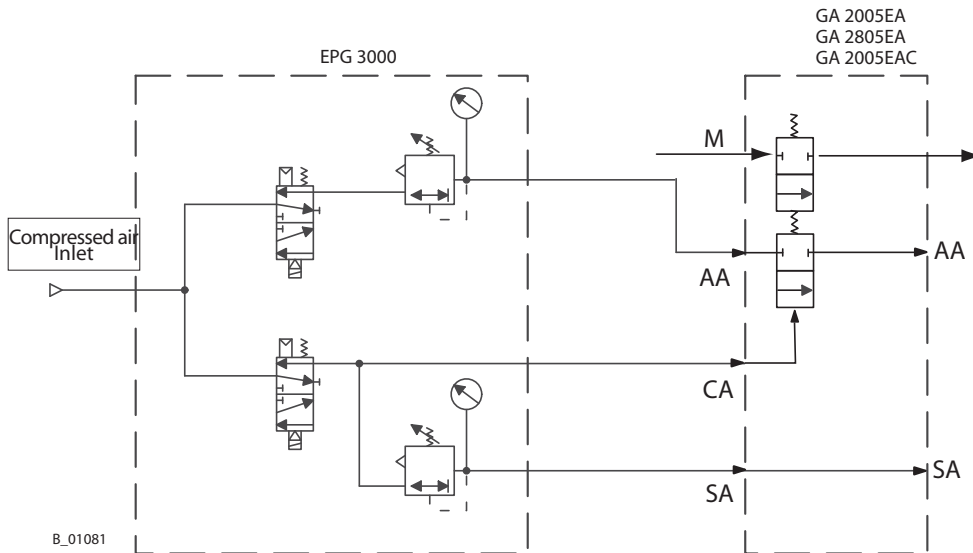 GA 2005EA
GA 2805EA
GA 2005EAC
EPG 3000
M
Compressed air
Inlet
AA
AA
CA
SA
SA
B_01081